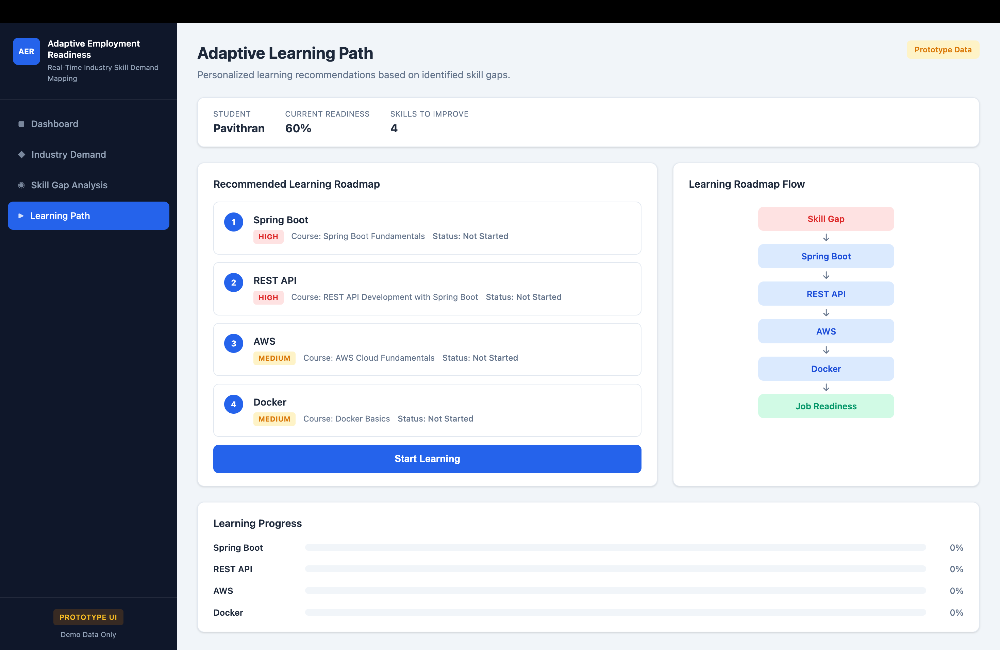 AER
Adaptive Employment
Readiness
Real-Time Industry Skill Demand
Mapping
Dashboard
Industry Demand
Skill Gap Analysis
Learning Path
PROTOTYPE UI
Demo Data Only
Adaptive Learning Path
Prototype Data
Personalized learning recommendations based on identified skill gaps.
STUDENT
Pavithran
CURRENT READINESS
60%
SKILLS TO IMPROVE
4
Recommended Learning Roadmap
1
Spring Boot
HIGH Course: Spring Boot Fundamentals Status: Not Started
2
REST API
HIGH Course: REST API Development with Spring Boot Status: Not Started
3
AWS
MEDIUM Course: AWS Cloud Fundamentals Status: Not Started
4
Docker
MEDIUM Course: Docker Basics Status: Not Started
Start Learning
Learning Roadmap Flow
Skill Gap
↓
Spring Boot
↓
REST API
↓
AWS
↓
Docker
↓
Job Readiness
Learning Progress
Spring Boot 0%
REST API 0%
AWS 0%
Docker 0%